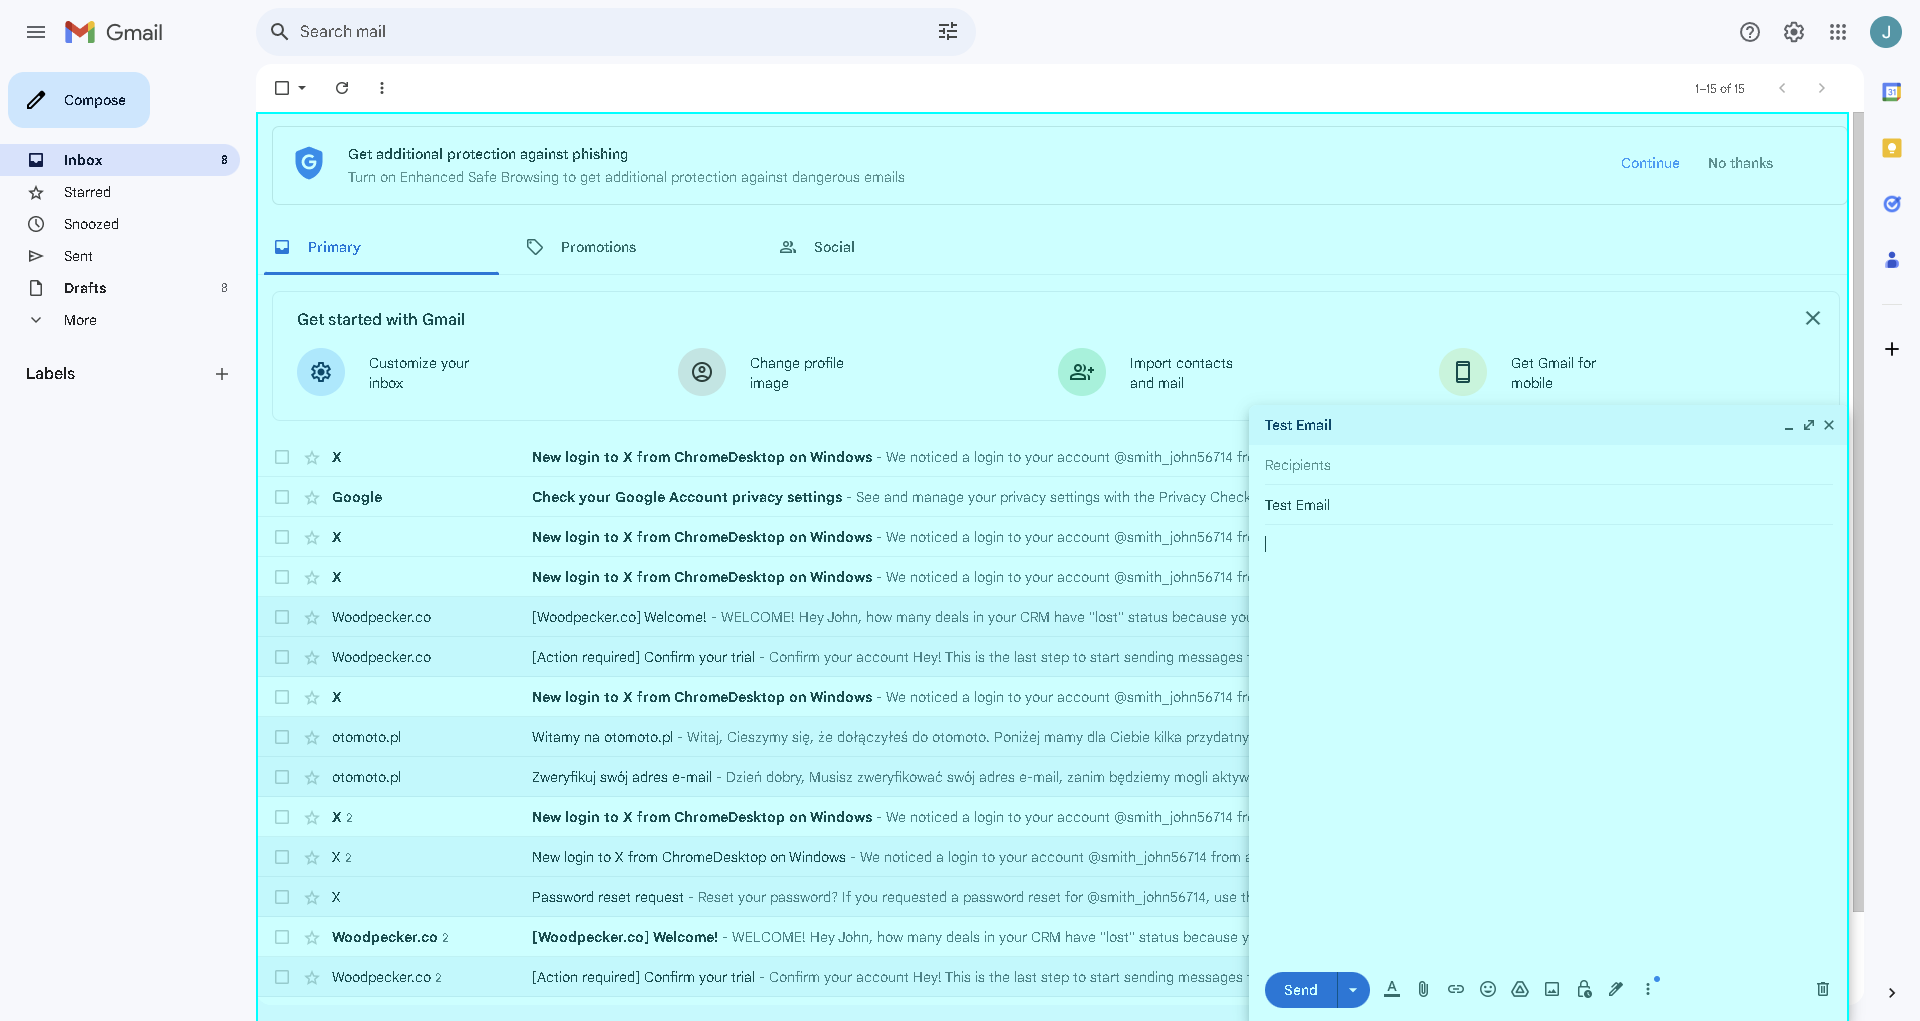 Gmail
Search mail
J
Compose
1–15 of 15
Inbox 8
Starred
Snoozed
Sent
Drafts 8
More
Labels
Get additional protection against phishing
Turn on Enhanced Safe Browsing to get additional protection against dangerous emails
Continue No thanks
Primary Promotions Social
Get started with Gmail
Customize your
inbox
Change profile
image
Import contacts
and mail
Get Gmail for
mobile
X New login to X from ChromeDesktop on Windows - We noticed a login to your account @smith_john56714
Google Check your Google Account privacy settings - See and manage your privacy settings with the Privacy Check
X New login to X from ChromeDesktop on Windows - We noticed a login to your account @smith_john56714
X New login to X from ChromeDesktop on Windows - We noticed a login to your account @smith_john56714
Woodpecker.co [Woodpecker.co] Welcome! - WELCOME! Hey John, how many deals in your CRM have "lost" status because you
Woodpecker.co [Action required] Confirm your trial - Confirm your account Hey! This is the last step to start sending messages
X New login to X from ChromeDesktop on Windows - We noticed a login to your account @smith_john56714
otomoto.pl Witamy na otomoto.pl - Witaj, Cieszymy się, że dołączyłeś do otomoto. Poniżej mamy dla Ciebie kilka przydatny
otomoto.pl Zweryfikuj swój adres e-mail - Dzień dobry, Musisz zweryfikować swój adres e-mail, zanim będziemy mogli aktyw
X 2 New login to X from ChromeDesktop on Windows - We noticed a login to your account @smith_john56714
X 2 New login to X from ChromeDesktop on Windows - We noticed a login to your account @smith_john56714 from a
X Password reset request - Reset your password? If you requested a password reset for @smith_john56714, use
Woodpecker.co 2 [Woodpecker.co] Welcome! - WELCOME! Hey John, how many deals in your CRM have "lost" status because y
Woodpecker.co 2 [Action required] Confirm your trial - Confirm your account Hey! This is the last step to start sending messages
Test Email
Recipients
Test Email
Send
31